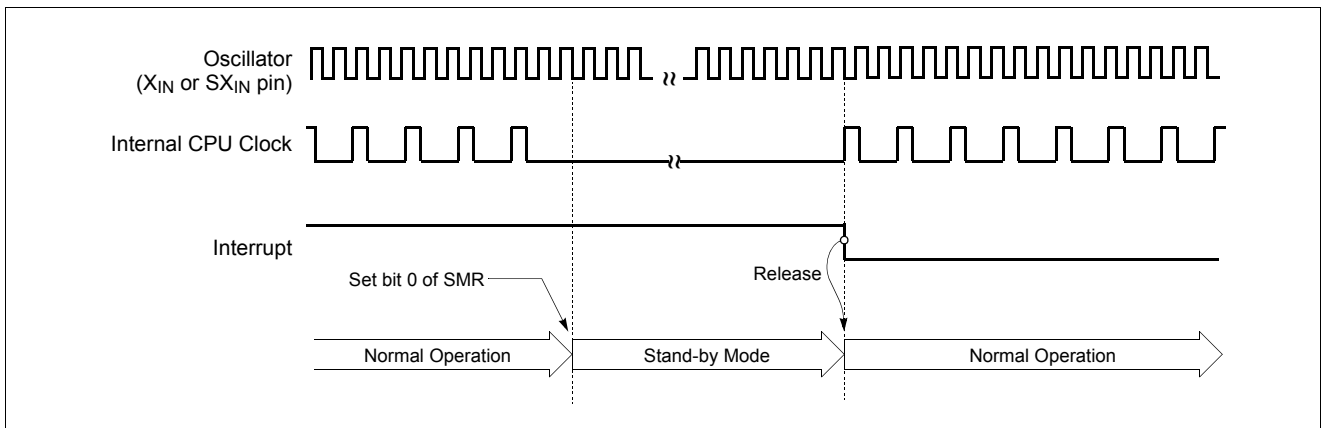 Oscillator
(XIN or SXIN pin)
Internal CPU Clock
Interrupt
Set bit 0 of SMR
Release
Normal Operation
Stand-by Mode
Normal Operation